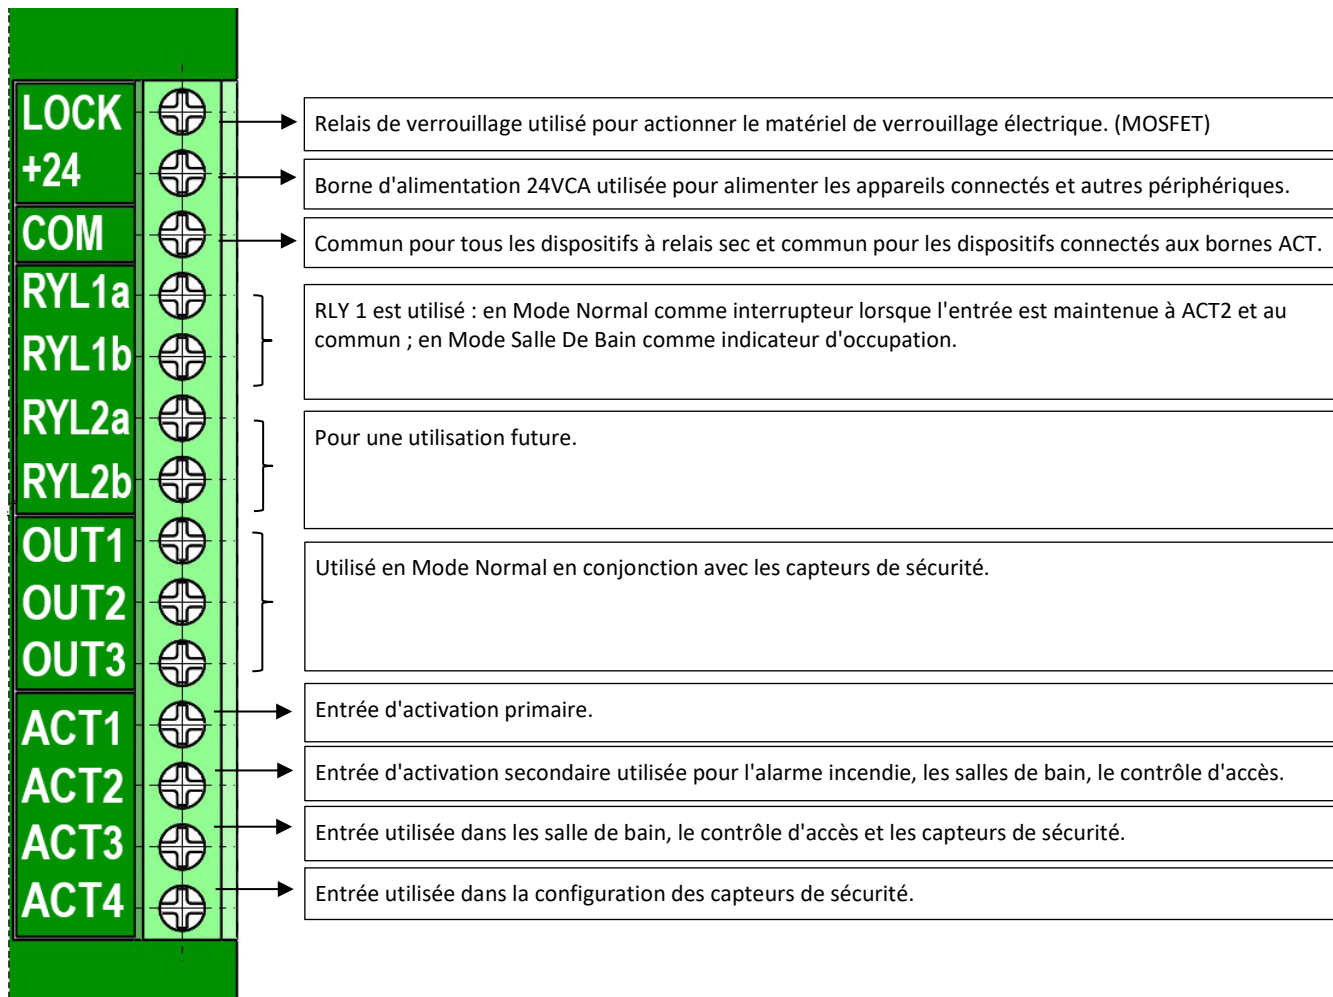 LOCK
Relais de verrouillage utilisé pour actionner le matériel de verrouillage électrique. (MOSFET)
+24
Borne d'alimentation 24VCA utilisée pour alimenter les appareils connectés et autres périphériques.
COM
Commun pour tous les dispositifs à relais sec et commun pour les dispositifs connectés aux bornes ACT.
RYL1a
RYL1b
RLY 1 est utilisé : en Mode Normal comme interrupteur lorsque l'entrée est maintenue à ACT2 et au
commun ; en Mode Salle De Bain comme indicateur d'occupation.
RYL2a
RYL2b
Pour une utilisation future.
OUT1
OUT2
OUT3
Utilisé en Mode Normal en conjonction avec les capteurs de sécurité.
ACT1
Entrée d'activation primaire.
ACT2
Entrée d'activation secondaire utilisée pour l'alarme incendie, les salles de bain, le contrôle d'accès.
ACT3
Entrée utilisée dans les salle de bain, le contrôle d'accès et les capteurs de sécurité.
ACT4
Entrée utilisée dans la configuration des capteurs de sécurité.